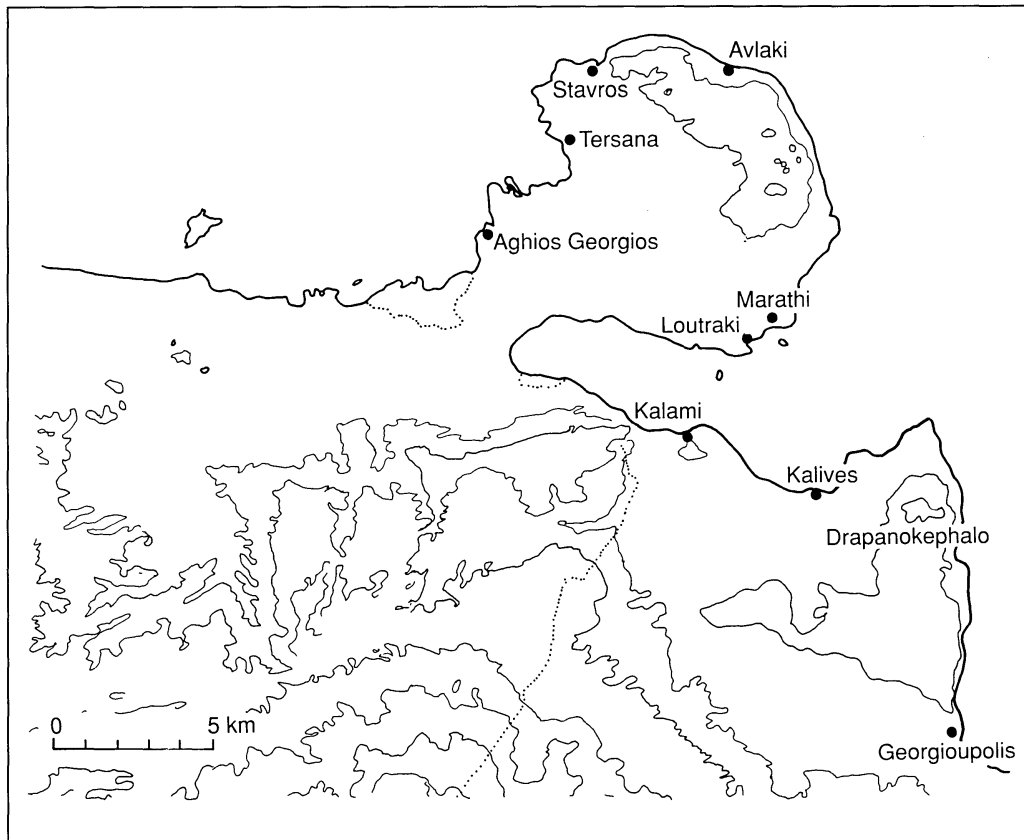 Avlaki
Stavros
Tersana
Aghios Georgios
Marathi
Loutraki
Kalami
Kalives
Drapanokephalo
0 5 km
Georgioupolis